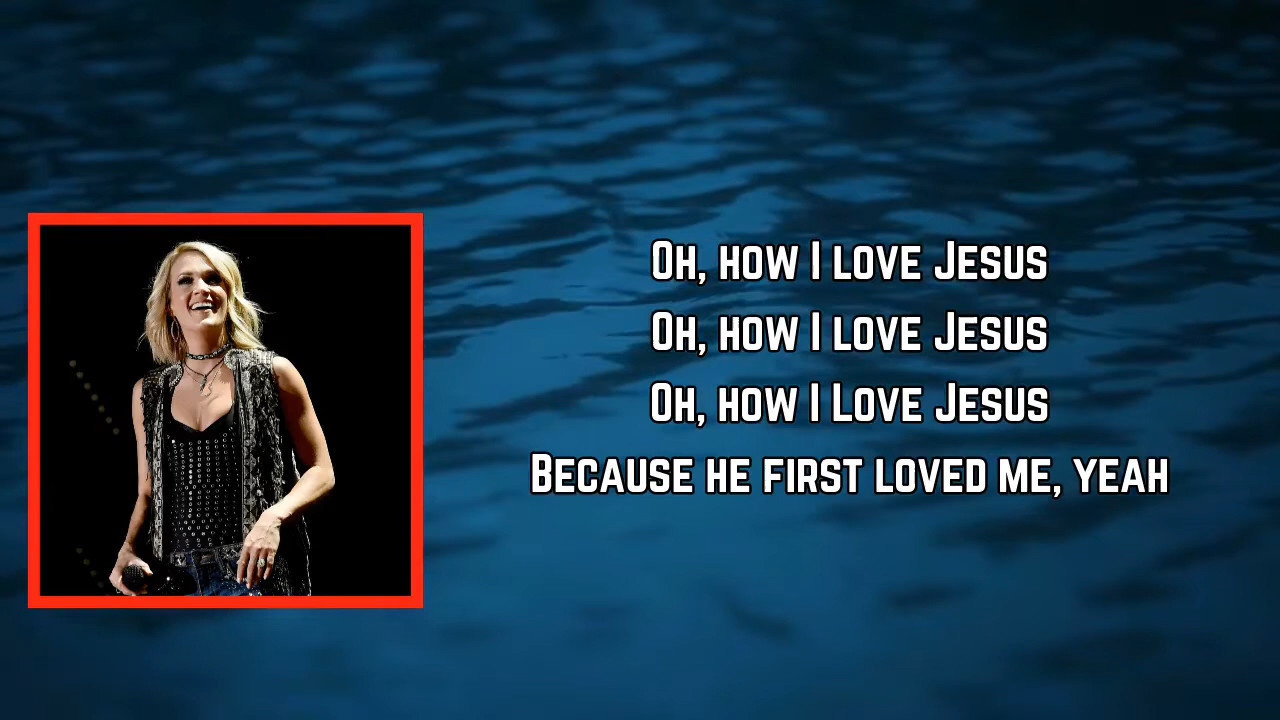 Oh, how I love Jesus
Oh, how I love Jesus
Oh, how I Love Jesus
Because he first loved me, yeah